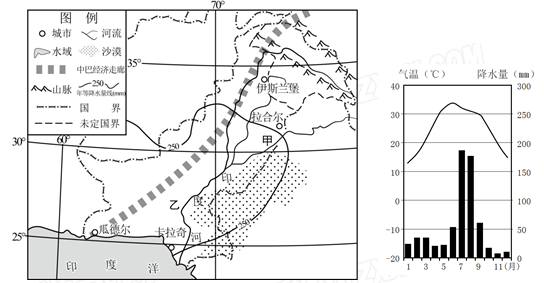 70°
图 例
城市
河流
水域
沙漠
中巴经济走廊
山脉
250
年等降水量线(mm)
国 界
未定国界
35°
伊斯兰堡
拉合尔
甲
30°
60°
30°
250
印
度
河
乙
250
瓜德尔
卡拉奇
25°
25°
印 度 洋
气温(℃)
降水量(mm)
40
30
20
10
0
-10
-20
300
250
200
150
100
50
0
1 3 5 7 9 11(月)